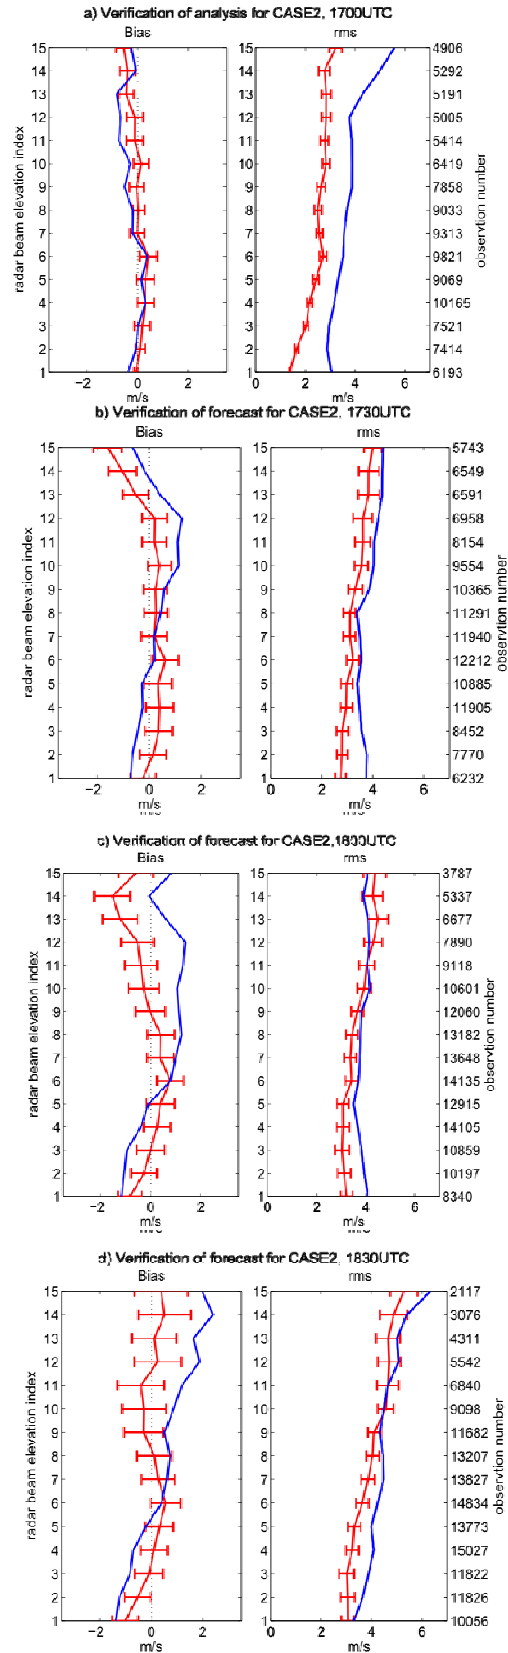 a) Verification of analysis for CASE2, 1700UTC
Bias rms
15 4906
14 5292
13 5191
12 5005
11 5414
10 6419
9 7858
8 9033
7 9313
6 9821
5 9069
4 10165
3 7521
2 7414
1 6193
radar beam elevation index
observtion number
−2 0 2 0 2 4 6
m/s m/s
b) Verification of forecast for CASE2, 1730UTC
Bias rms
15 5743
14 6549
13 6591
12 6958
11 8154
10 9554
9 10365
8 11291
7 11940
6 12212
5 10885
4 11905
3 8452
2 7770
1 6232
radar beam elevation index
observtion number
−2 0 2 0 2 4 6
m/s m/s
c) Verification of forecast for CASE2,1800UTC
Bias rms
15 3787
14 5337
13 6677
12 7890
11 9118
10 10601
9 12060
8 13182
7 13648
6 14135
5 12915
4 14105
3 10859
2 10197
1 8340
radar beam elevation index
observtion number
−2 0 2 0 2 4 6
m/s m/s
d) Verification of forecast for CASE2, 1830UTC
Bias rms
15 2117
14 3076
13 4311
12 5542
11 6840
10 9098
9 11682
8 13207
7 13827
6 14834
5 13773
4 15027
3 11822
2 11826
1 10056
radar beam elevation index
observtion number
−2 0 2 0 2 4 6
m/s m/s